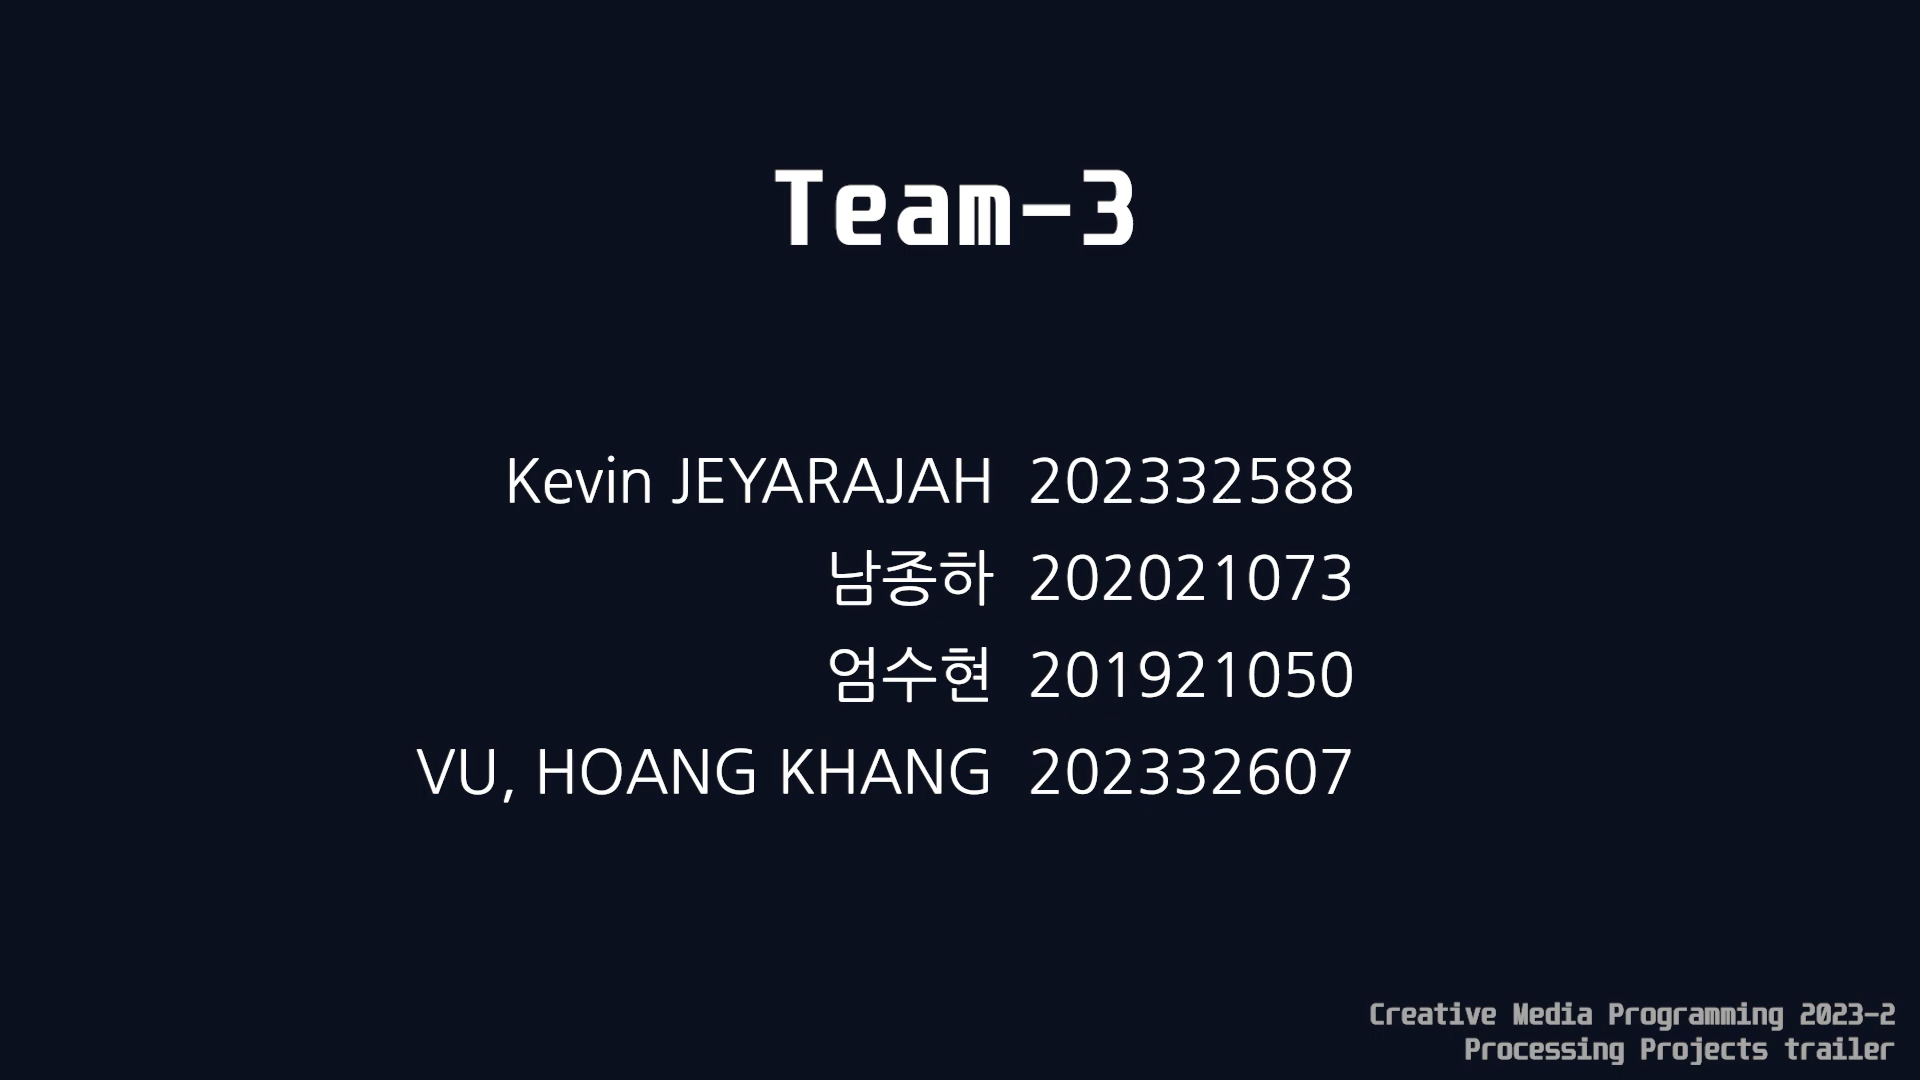 Team-3
Kevin JEYARAJAH 202332588
남종하 202021073
엄수현 201921050
VU, HOANG KHANG 202332607
Creative Media Programming 2023-2
Processing Projects trailer